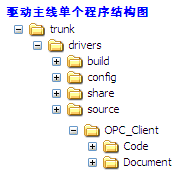 驱动主线单个程序结构图
trunk
drivers
build
config
share
source
OPC_Client
Code
Document